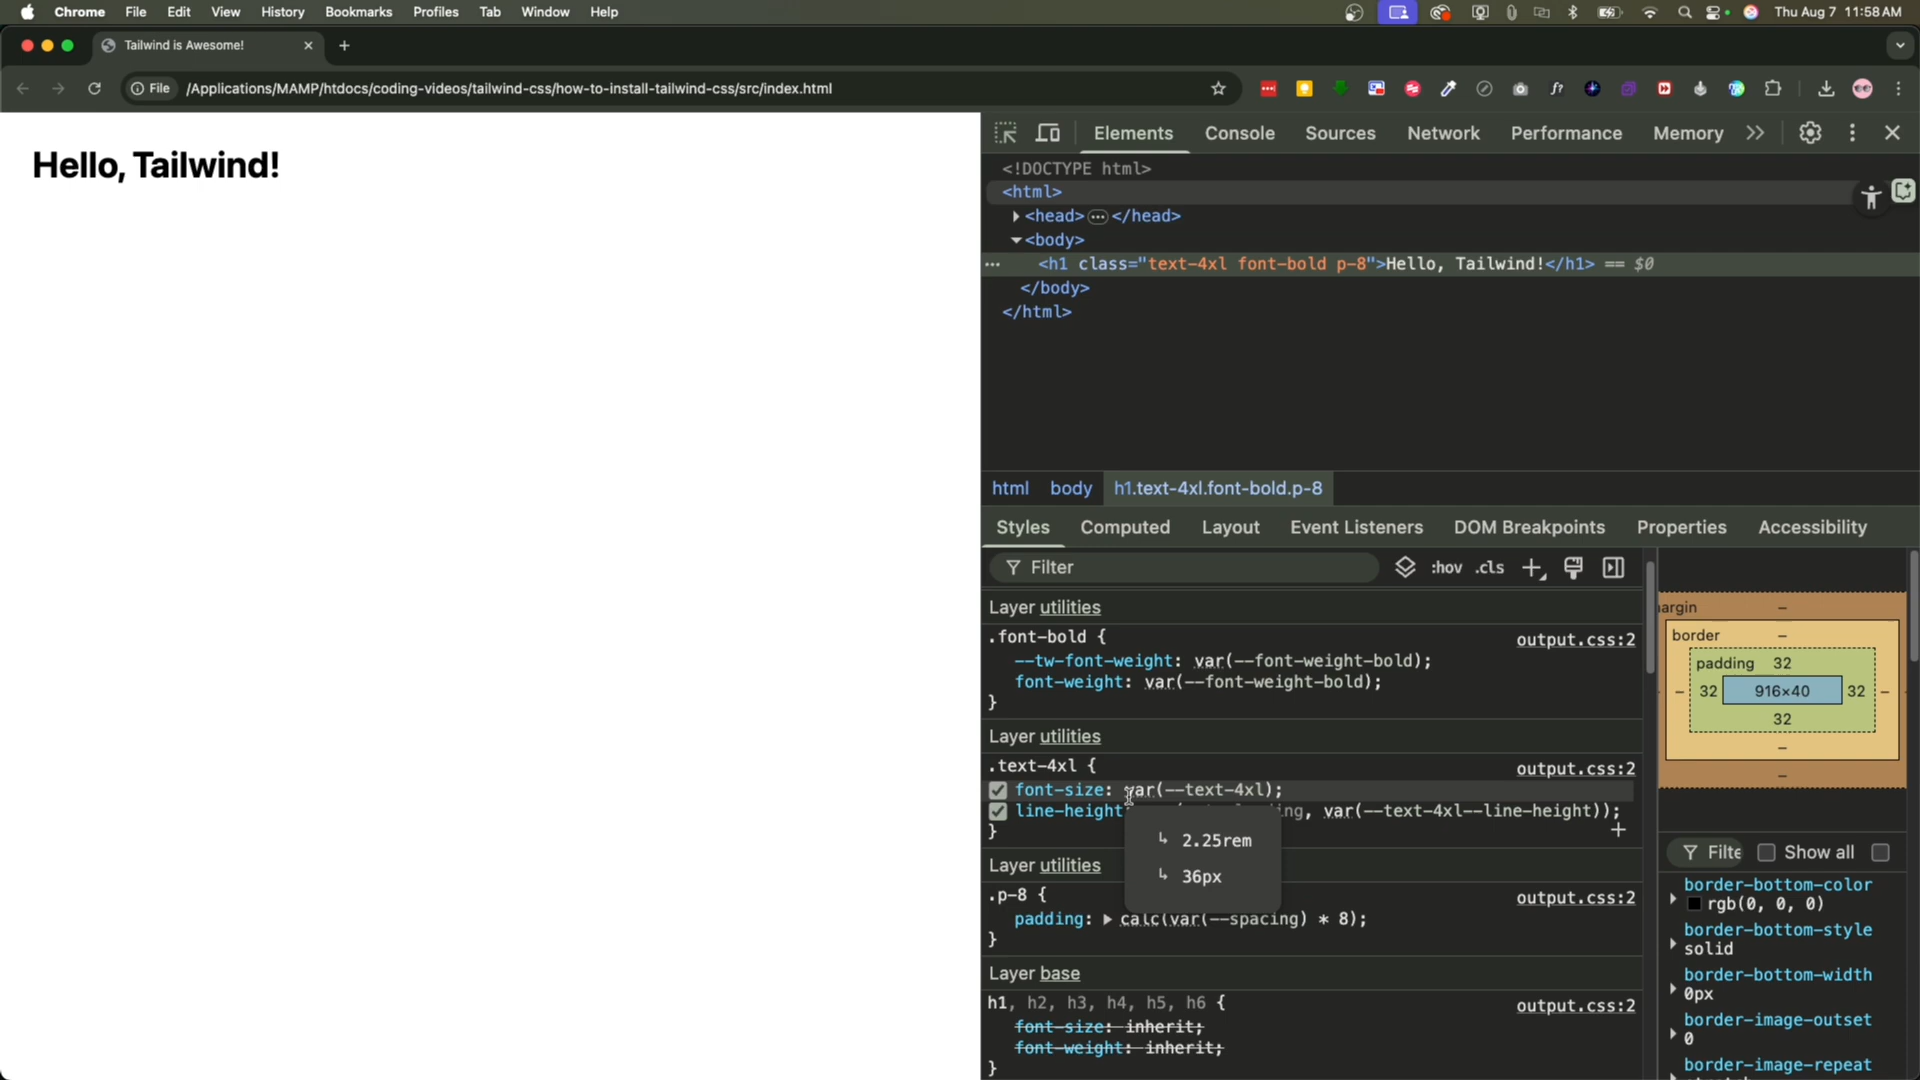 Chrome File Edit View History Bookmarks Profiles Tab Window Help Thu Aug 7 11:58 AM
Tailwind is Awesome!
File /Applications/MAMP/htdocs/coding-videos/tailwind-css/how-to-install-tailwind-css/src/index.html
Hello, Tailwind!
Elements Console Sources Network Performance Memory
<!DOCTYPE html>
<html>
<head> ⋯ </head>
<body>
<h1 class="text-4xl font-bold p-8">Hello, Tailwind!</h1> == $0
</body>
</html>
html body h1.text-4xl.font-bold.p-8
Styles Computed Layout Event Listeners DOM Breakpoints Properties Accessibility
Filter :hov .cls
Layer utilities
.font-bold { output.css:2
--tw-font-weight: var(--font-weight-bold);
font-weight: var(--font-weight-bold);
}
Layer utilities
.text-4xl { output.css:2
font-size: var(--text-4xl);
line-height: ing, var(--text-4xl--line-height));
}
2.25rem
36px
Layer utilities
.p-8 { output.css:2
padding: calc(var(--spacing) * 8);
}
Layer base
h1, h2, h3, h4, h5, h6 { output.css:2
font-size: inherit;
font-weight: inherit;
}
argin –
border –
padding 32
– 32 916×40 32 –
32
–
–
Filte Show all
border-bottom-color
rgb(0, 0, 0)
border-bottom-style
solid
border-bottom-width
0px
border-image-outset
0
border-image-repeat